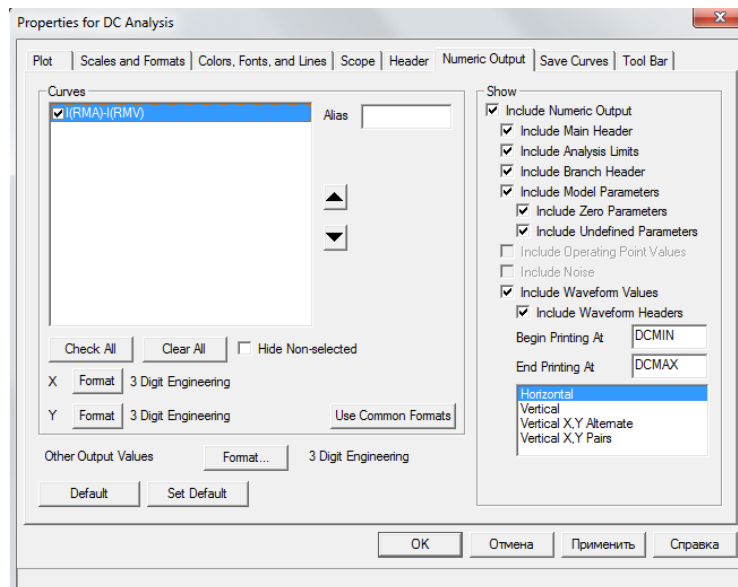 Properties for DC Analysis
Plot Scales and Formats Colors, Fonts, and Lines Scope Header Numeric Output Save Curves Tool Bar
Curves
I(RMA)-I(RMV)
Alias
Check All Clear All Hide Non-selected
X Format 3 Digit Engineering
Y Format 3 Digit Engineering Use Common Formats
Other Output Values Format... 3 Digit Engineering
Default Set Default
Show
Include Numeric Output
Include Main Header
Include Analysis Limits
Include Branch Header
Include Model Parameters
Include Zero Parameters
Include Undefined Parameters
Include Operating Point Values
Include Noise
Include Waveform Values
Include Waveform Headers
Begin Printing At DCMIN
End Printing At DCMAX
Horizontal
Vertical
Vertical X,Y Alternate
Vertical X,Y Pairs
OK Отмена Применить Справка